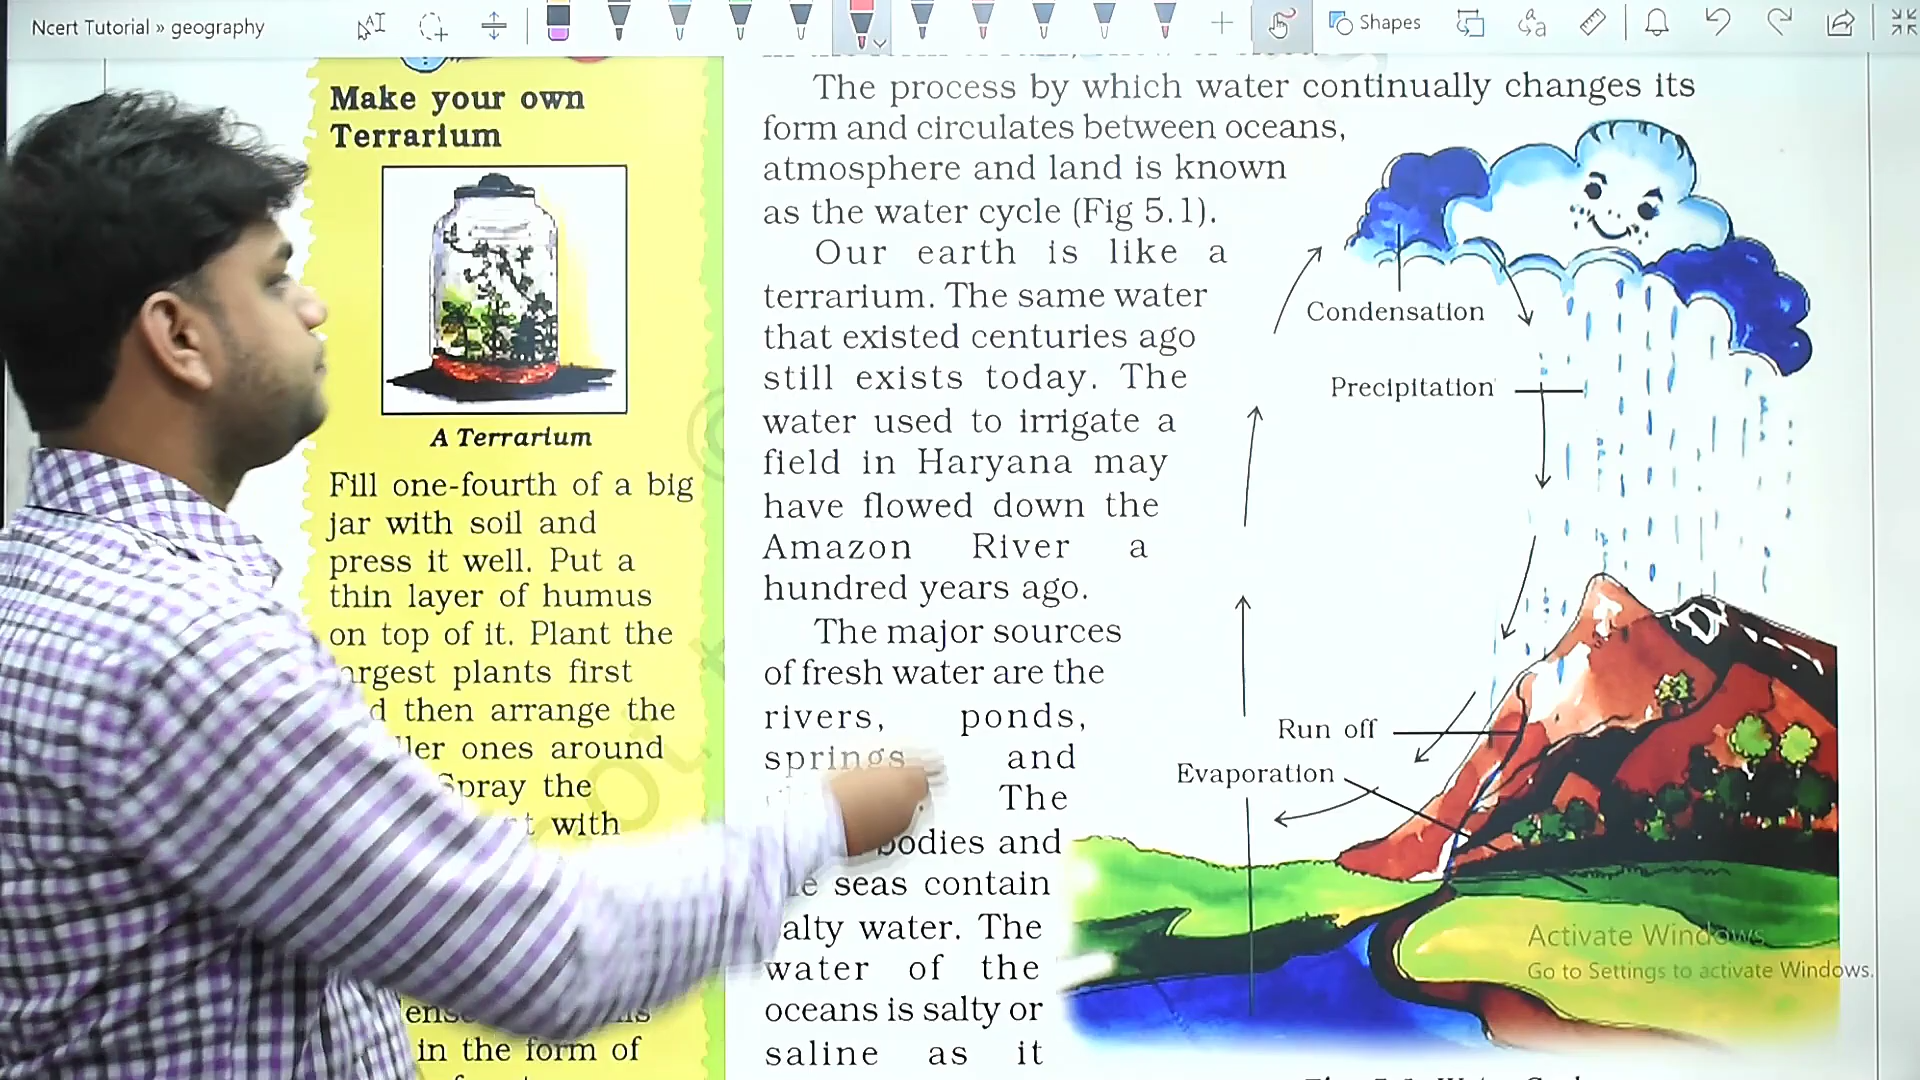 Ncert Tutorial » geography
Shapes
Make your own
Terrarium
A Terrarium
Fill one-fourth of a big
jar with soil and
press it well. Put a
thin layer of humus
on top of it. Plant the
argest plants first
d then arrange the
ller ones around
Spray the
with
in the form of
The process by which water continually changes its
form and circulates between oceans,
atmosphere and land is known
as the water cycle (Fig 5.1).
Our earth is like a
terrarium. The same water
that existed centuries ago
still exists today. The
water used to irrigate a
field in Haryana may
have flowed down the
Amazon River a
hundred years ago.
The major sources
of fresh water are the
rivers, ponds,
springs and
The
bodies and
seas contain
alty water. The
water of the
oceans is salty or
saline as it
Condensation
Precipitation
Run off
Evaporation
Activate Windows
Go to Settings to activate Windows.